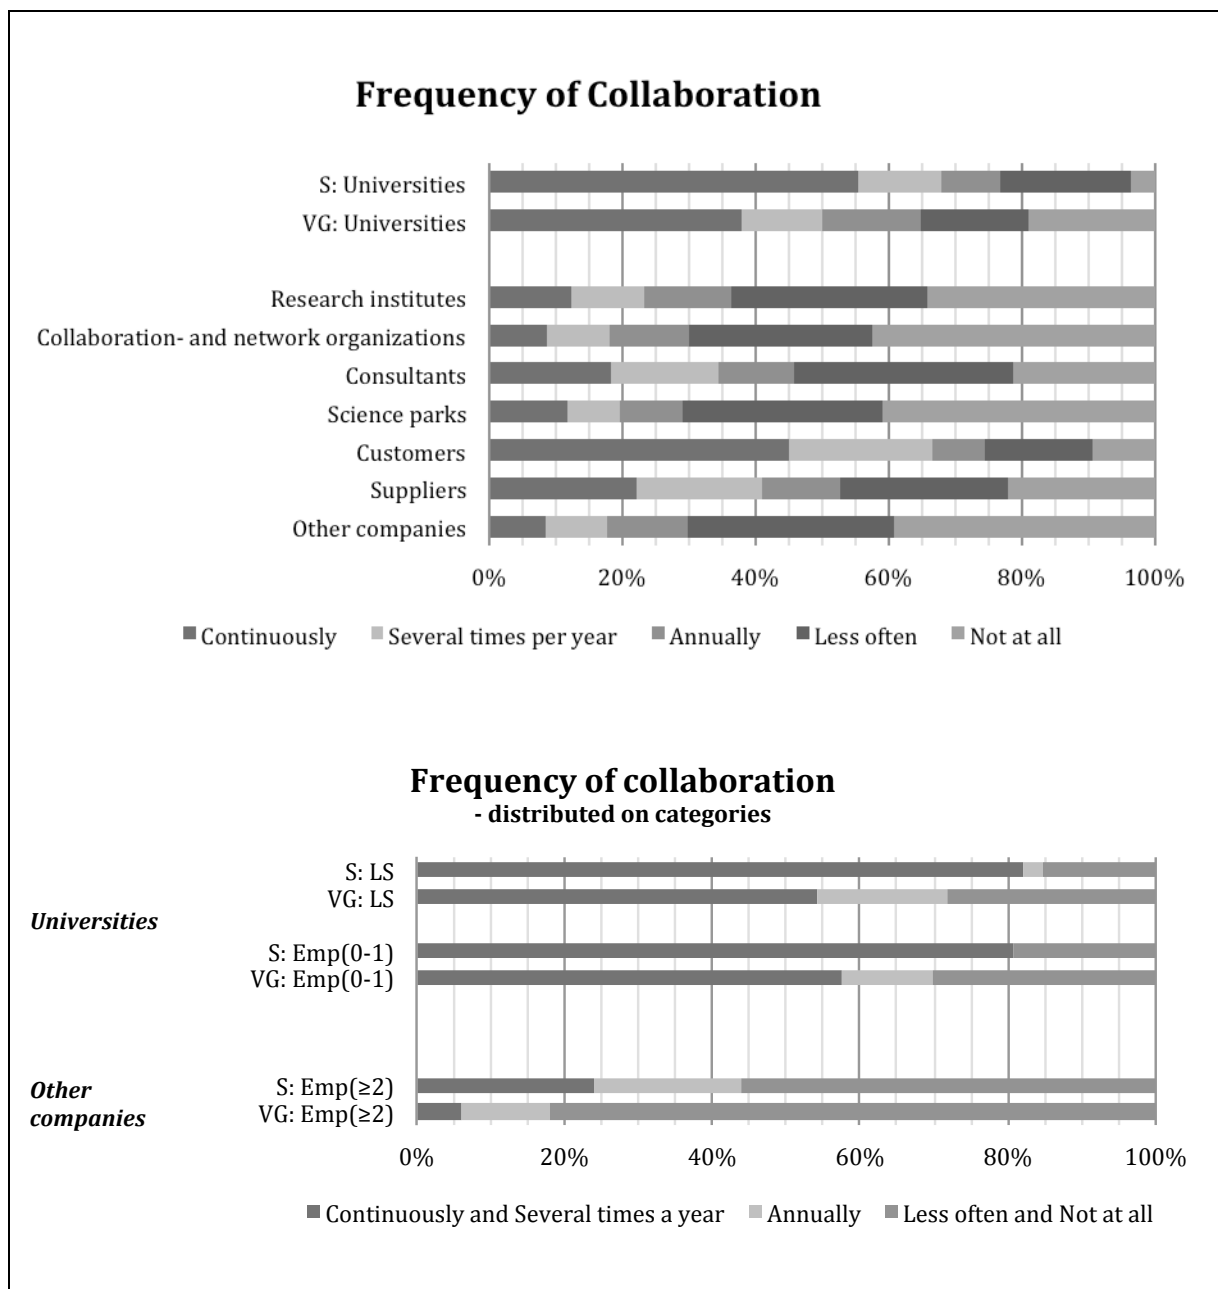 Frequency of Collaboration
S: Universities
VG: Universities
Research institutes
Collaboration- and network organizations
Consultants
Science parks
Customers
Suppliers
Other companies
0% 20% 40% 60% 80% 100%
Continuously Several times per year Annually Less often Not at all
Frequency of collaboration
- distributed on categories
S: LS
VG: LS
Universities
S: Emp(0-1)
VG: Emp(0-1)
Other
companies
S: Emp(≥2)
VG: Emp(≥2)
0% 20% 40% 60% 80% 100%
Continuously and Several times a year Annually Less often and Not at all